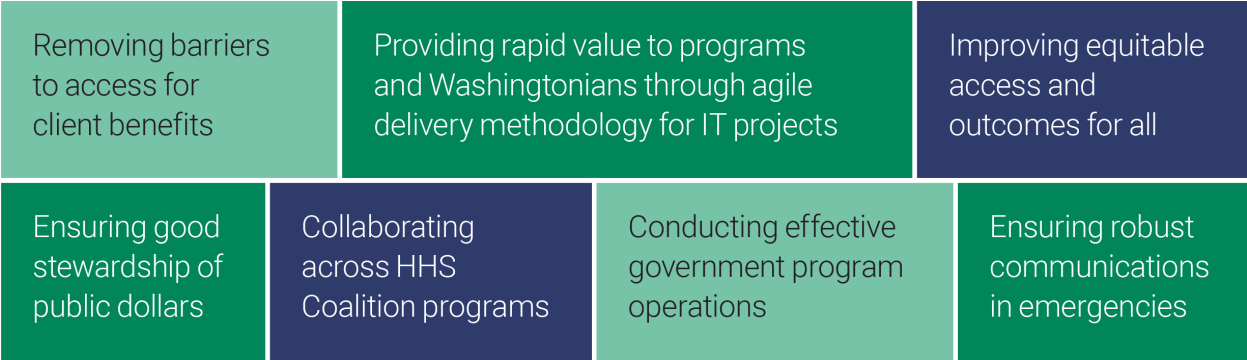 Removing barriers
to access for
client benefits
Providing rapid value to programs
and Washingtonians through agile
delivery methodology for IT projects
Improving equitable
access and
outcomes for all
Ensuring good
stewardship of
public dollars
Collaborating
across HHS
Coalition programs
Conducting effective
government program
operations
Ensuring robust
communications
in emergencies